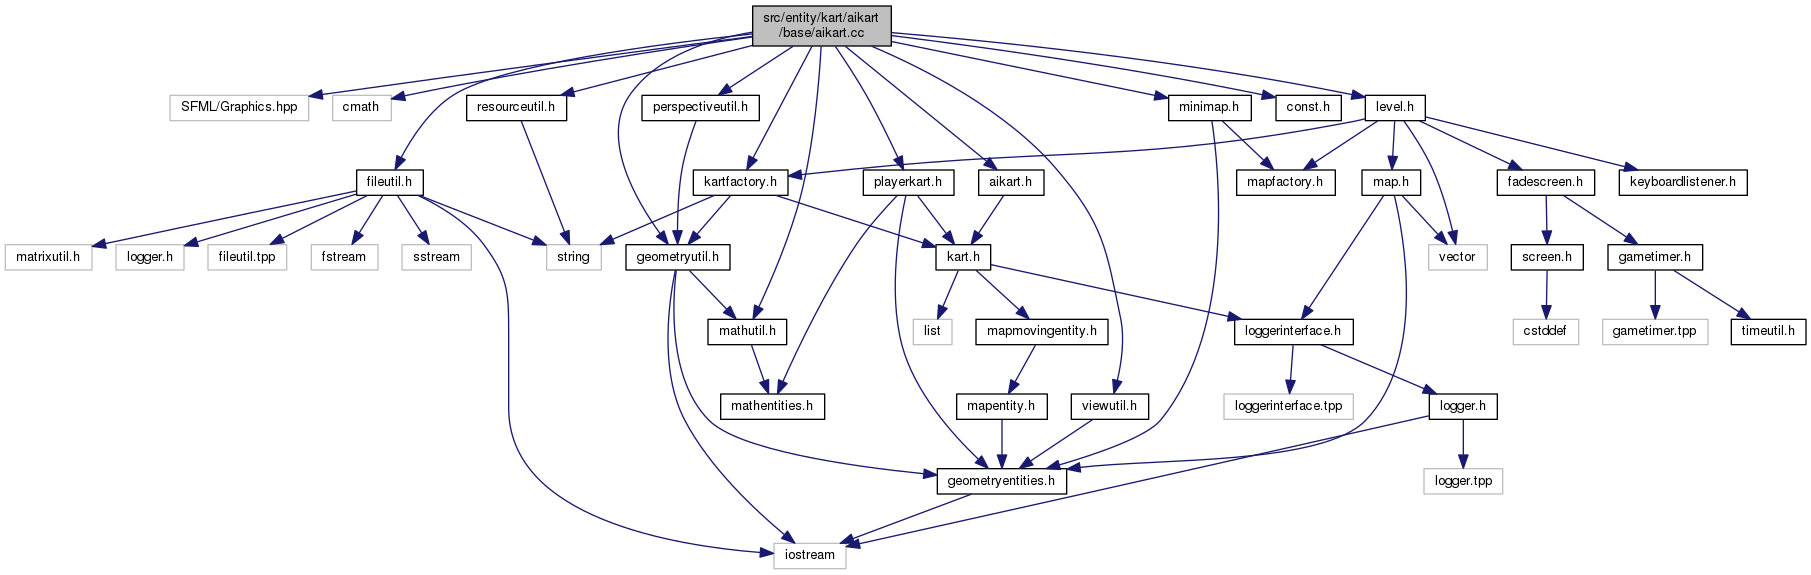 src/entity/kart/aikart
/base/aikart.cc
SFML/Graphics.hpp
cmath
resourceutil.h
perspectiveutil.h
minimap.h
const.h
level.h
fileutil.h
kartfactory.h
playerkart.h
aikart.h
mapfactory.h
map.h
fadescreen.h
keyboardlistener.h
matrixutil.h
logger.h
fileutil.tpp
fstream
sstream
string
geometryutil.h
kart.h
vector
screen.h
gametimer.h
mathutil.h
list
mapmovingentity.h
loggerinterface.h
cstddef
gametimer.tpp
timeutil.h
mathentities.h
mapentity.h
viewutil.h
loggerinterface.tpp
logger.h
geometryentities.h
logger.tpp
iostream